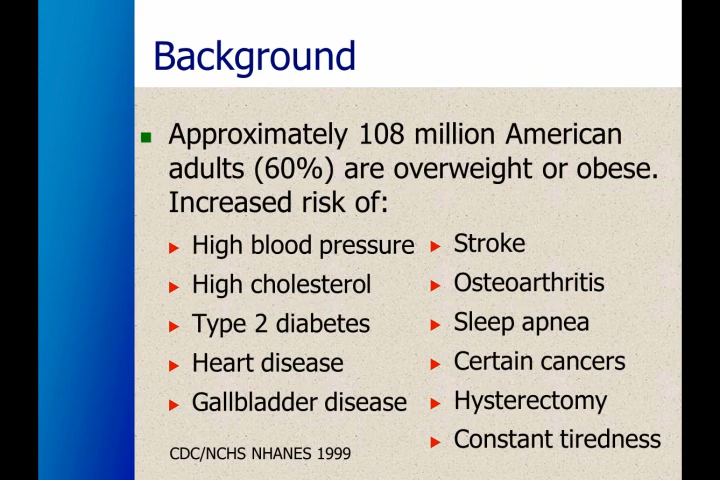 Background
Approximately 108 million American
adults (60%) are overweight or obese.
Increased risk of:
High blood pressure
High cholesterol
Type 2 diabetes
Heart disease
Gallbladder disease
Stroke
Osteoarthritis
Sleep apnea
Certain cancers
Hysterectomy
Constant tiredness
CDC/NCHS NHANES 1999